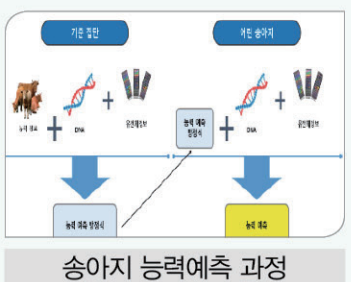 기준 집단
어린 송아지
능력 정보
DNA
유전체정보
능력 예측
방정식
DNA
유전체정보
능력 예측 방정식
능력 예측
송아지 능력예측 과정